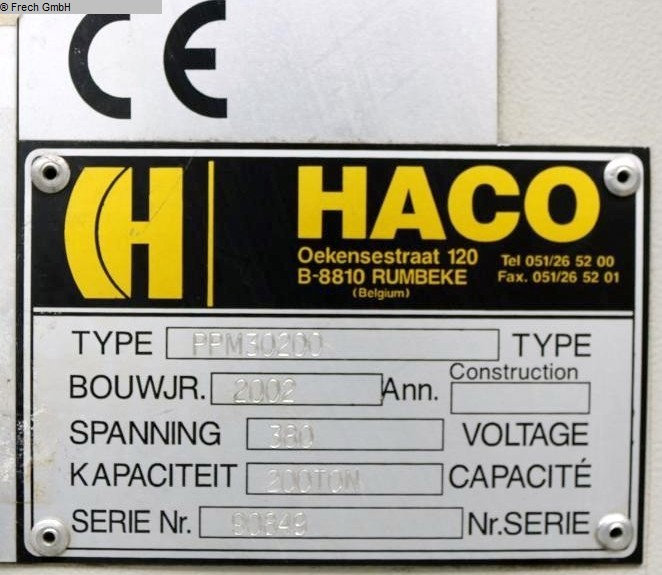 © Frech GmbH
CE
H
HACO
Oekensestraat 120 Tel 051/26 52 00
B-8810 RUMBEKE Fax. 051/26 52 01
(Belgium)
TYPE PPM30200 TYPE
BOUWJR. 2002 Ann. Construction
SPANNING 380 VOLTAGE
KAPACITEIT 200TON CAPACITÉ
SERIE Nr. 90849 Nr.SERIE